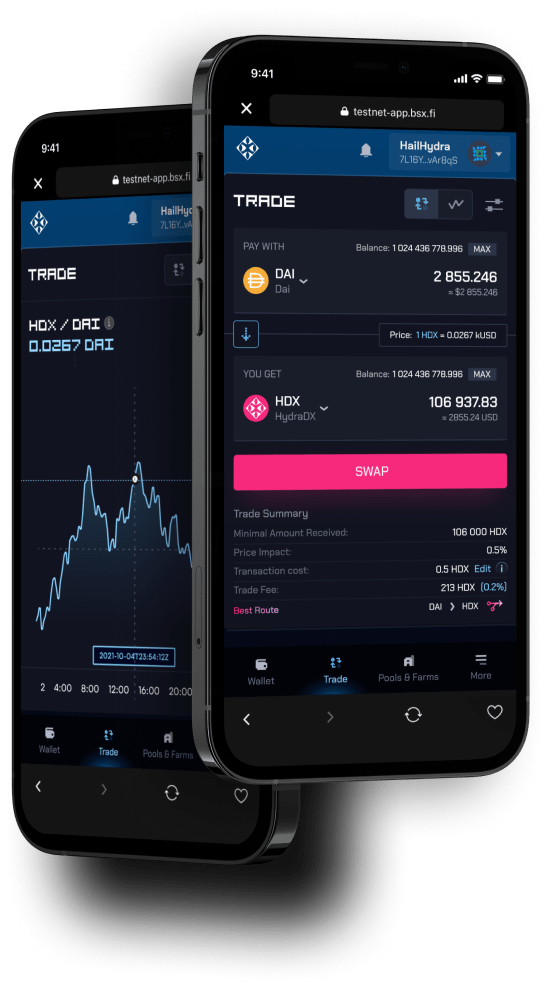 9:41
testnet-app.bsx.fi
HailHydra
7L16Y...vAr8qS
TRADE
PAY WITH
Balance: 1 024 436 778.996 MAX
DAI
2 855.246
Dai
≈ $2 855.246
Price: 1 HDX = 0.0267 kUSD
YOU GET
Balance: 1 024 436 778.996 MAX
HDX
106 937.83
HydraDX
≈ 2855.24 USD
SWAP
Trade Summary
Minimal Amount Received: 106 000 HDX
Price Impact: 0.5%
Transaction cost: 0.5 HDX Edit i
Trade Fee: 213 HDX (0.2%)
Best Route DAI > HDX
Wallet Trade Pools & Farms More
9:41
testnet-app.bsx.fi
HailHyd
7L16Y...vA
TRADE
HDX / DAI i
0.0267 DAI
2021-10-04T23:54:12Z
2 4:00 8:00 12:00 16:00 20:00
Wallet Trade Pools & Farms